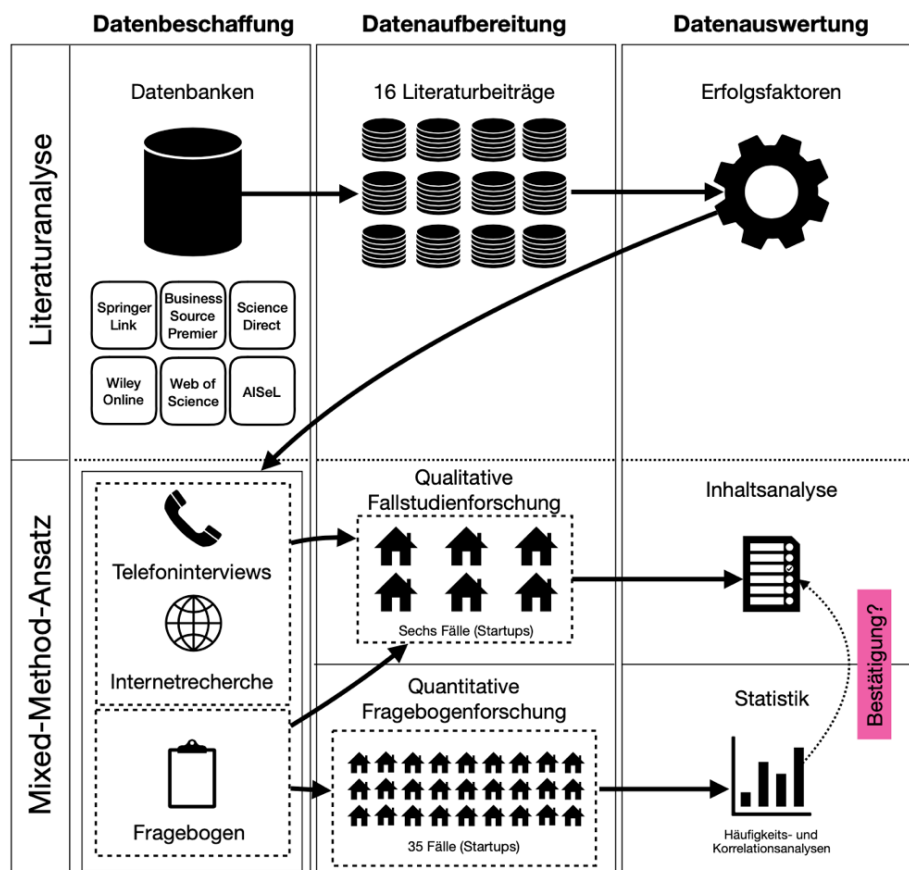 Datenbeschaffung
Datenaufbereitung
Datenauswertung
Literaturanalyse
Datenbanken
16 Literaturbeiträge
Erfolgsfaktoren
Springer
Link
Business
Source
Premier
Science
Direct
Wiley
Online
Web of
Science
AISeL
Mixed-Method-Ansatz
Telefoninterviews
Internetrecherche
Fragebogen
Qualitative
Fallstudienforschung
Sechs Fälle (Startups)
Inhaltsanalyse
Quantitative
Fragebogenforschung
35 Fälle (Startups)
Statistik
Häufigkeits- und
Korrelationsanalysen
Bestätigung?